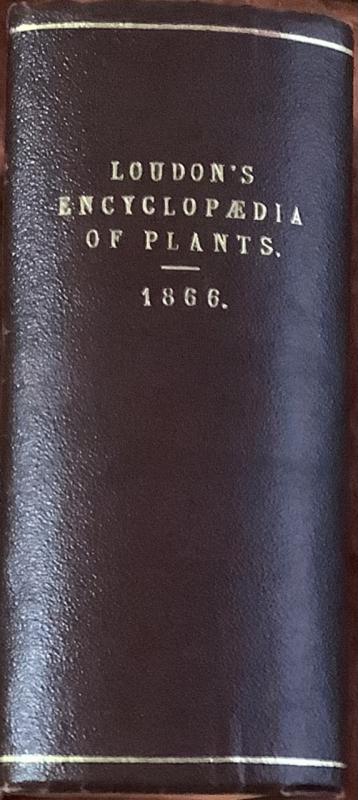 LOUDON'S
ENCYCLOPÆDIA
OF PLANTS.
1866.